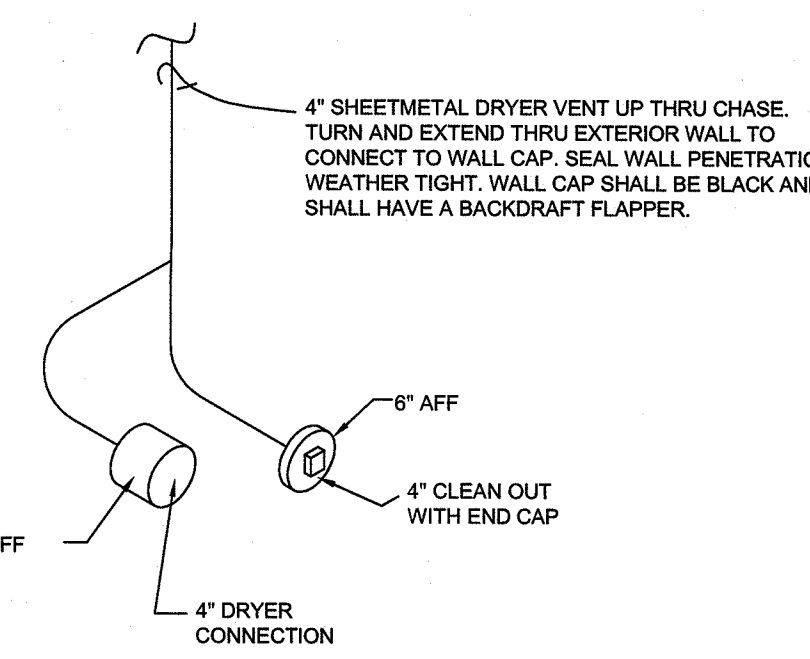 4" SHEETMETAL DRYER VENT UP THRU CHASE.
TURN AND EXTEND THRU EXTERIOR WALL TO
CONNECT TO WALL CAP. SEAL WALL
WEATHER TIGHT. WALL CAP SHALL BE BLACK
SHALL HAVE A BACKDRAFT FLAPPER.
6" AFF
4" CLEAN OUT
WITH END CAP
FF
4" DRYER
CONNECTION